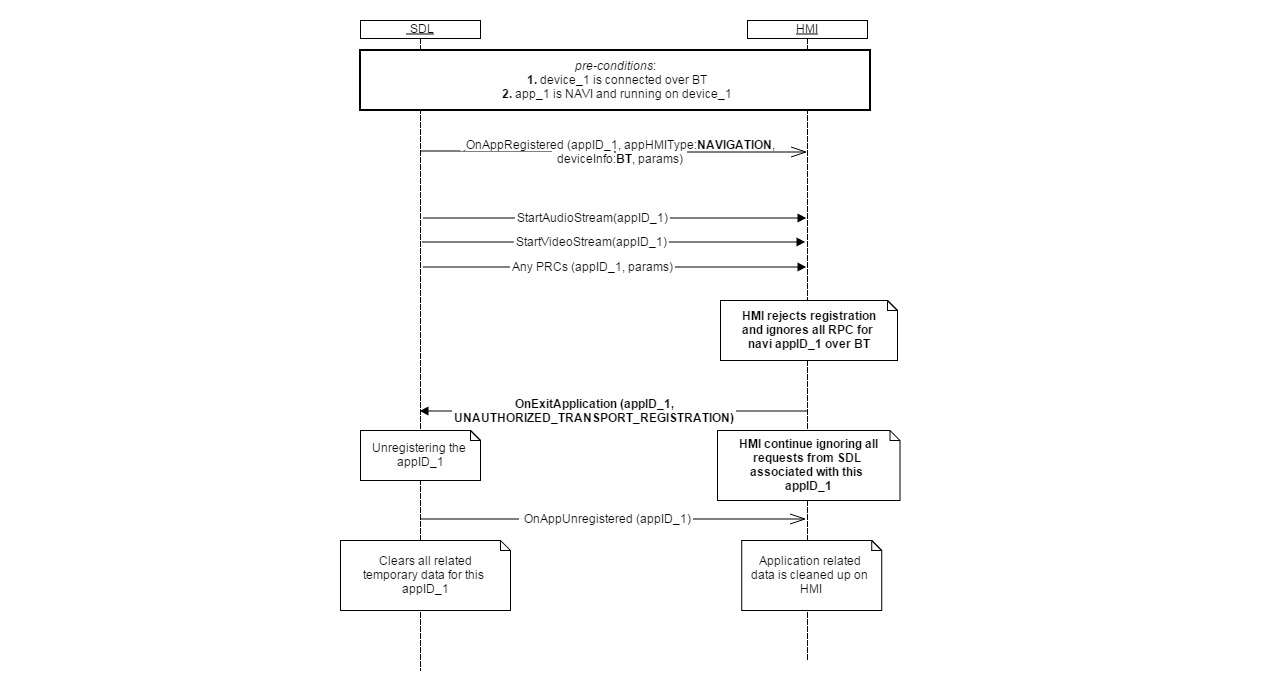 SDL
HMI
pre-conditions:
1. device_1 is connected over BT
2. app_1 is NAVI and running on device_1
OnAppRegistered (appID_1, appHMIType:NAVIGATION,
deviceInfo:BT, params)
StartAudioStream(appID_1)
StartVideoStream(appID_1)
Any PRCs (appID_1, params)
HMI rejects registration
and ignores all RPC for
navi appID_1 over BT
OnExitApplication (appID_1,
UNAUTHORIZED_TRANSPORT_REGISTRATION)
Unregistering the
appID_1
HMI continue ignoring all
requests from SDL
associated with this
appID_1
OnAppUnregistered (appID_1)
Clears all related
temporary data for this
appID_1
Application related
data is cleaned up on
HMI